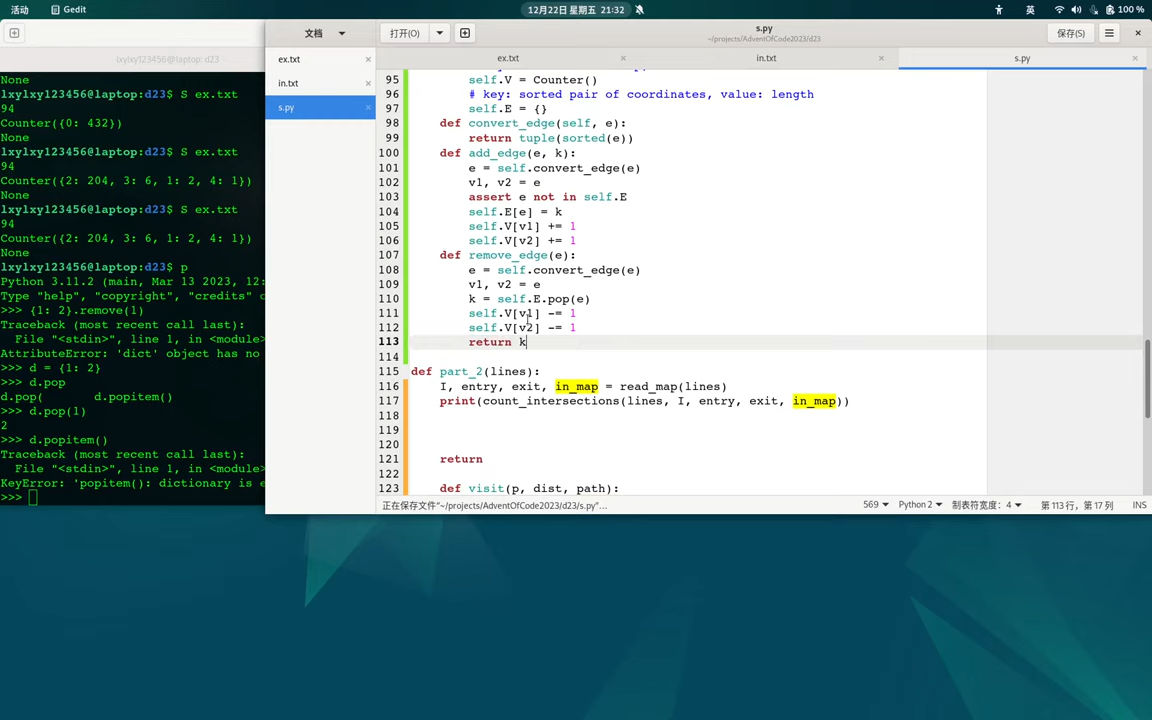 活动 Gedit 12月22日 星期五 21:32 英 100 %
文档 打开(O) s.py ~/projects/AdventOfCode2023/d23 保存(S)
lxylxy123456@laptop:~/projects/AdventOfCode2023/d23
ex.txt in.txt s.py
ex.txt
in.txt
s.py
None
lxylxy123456@laptop:d23$ S ex.txt
94
Counter({0: 432})
None
lxylxy123456@laptop:d23$ S ex.txt
94
Counter({2: 204, 3: 6, 1: 2, 4: 1})
None
lxylxy123456@laptop:d23$ S ex.txt
94
Counter({2: 204, 3: 6, 1: 2, 4: 1})
None
lxylxy123456@laptop:d23$ p
Python 3.11.2 (main, Mar 13 2023, 12:
Type "help", "copyright", "credits" o
>>> {1: 2}.remove(1)
Traceback (most recent call last):
  File "<stdin>", line 1, in <module>
AttributeError: 'dict' object has no
>>> d = {1: 2}
>>> d.pop
d.pop(      d.popitem()
>>> d.pop(1)
2
>>> d.popitem()
Traceback (most recent call last):
  File "<stdin>", line 1, in <module>
KeyError: 'popitem(): dictionary is e
>>>
95         self.V = Counter()
96         # key: sorted pair of coordinates, value: length
97         self.E = {}
98     def convert_edge(self, e):
99         return tuple(sorted(e))
100     def add_edge(e, k):
101         e = self.convert_edge(e)
102         v1, v2 = e
103         assert e not in self.E
104         self.E[e] = k
105         self.V[v1] += 1
106         self.V[v2] += 1
107     def remove_edge(e):
108         e = self.convert_edge(e)
109         v1, v2 = e
110         k = self.E.pop(e)
111         self.V[v1] -= 1
112         self.V[v2] -= 1
113         return k
114
115 def part_2(lines):
116     I, entry, exit, in_map = read_map(lines)
117     print(count_intersections(lines, I, entry, exit, in_map))
118
119
120
121     return
122
123     def visit(p, dist, path):
正在保存文件“~/projects/AdventOfCode2023/d23/s.py”... 569 Python 2 制表符宽度：4 第 113 行，第 17 列 INS